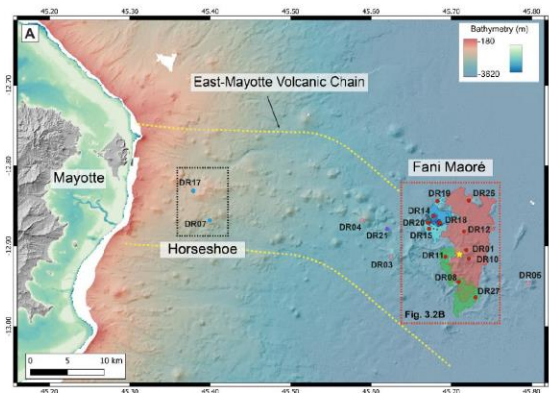 A
Bathymetry (m)
-180
-3620
East-Mayotte Volcanic Chain
Fani Maoré
Mayotte
Horseshoe
DR17
DR07
DR04
DR21
DR03
DR19
DR25
DR14
DR20
DR18
DR15
DR12
DR11
DR01
DR10
DR08
DR27
DR05
Fig. 3.2B
-12.70
-12.80
-12.90
-13.00
0 5 10 km
45.20 45.30 45.40 45.50 45.60 45.70 45.80